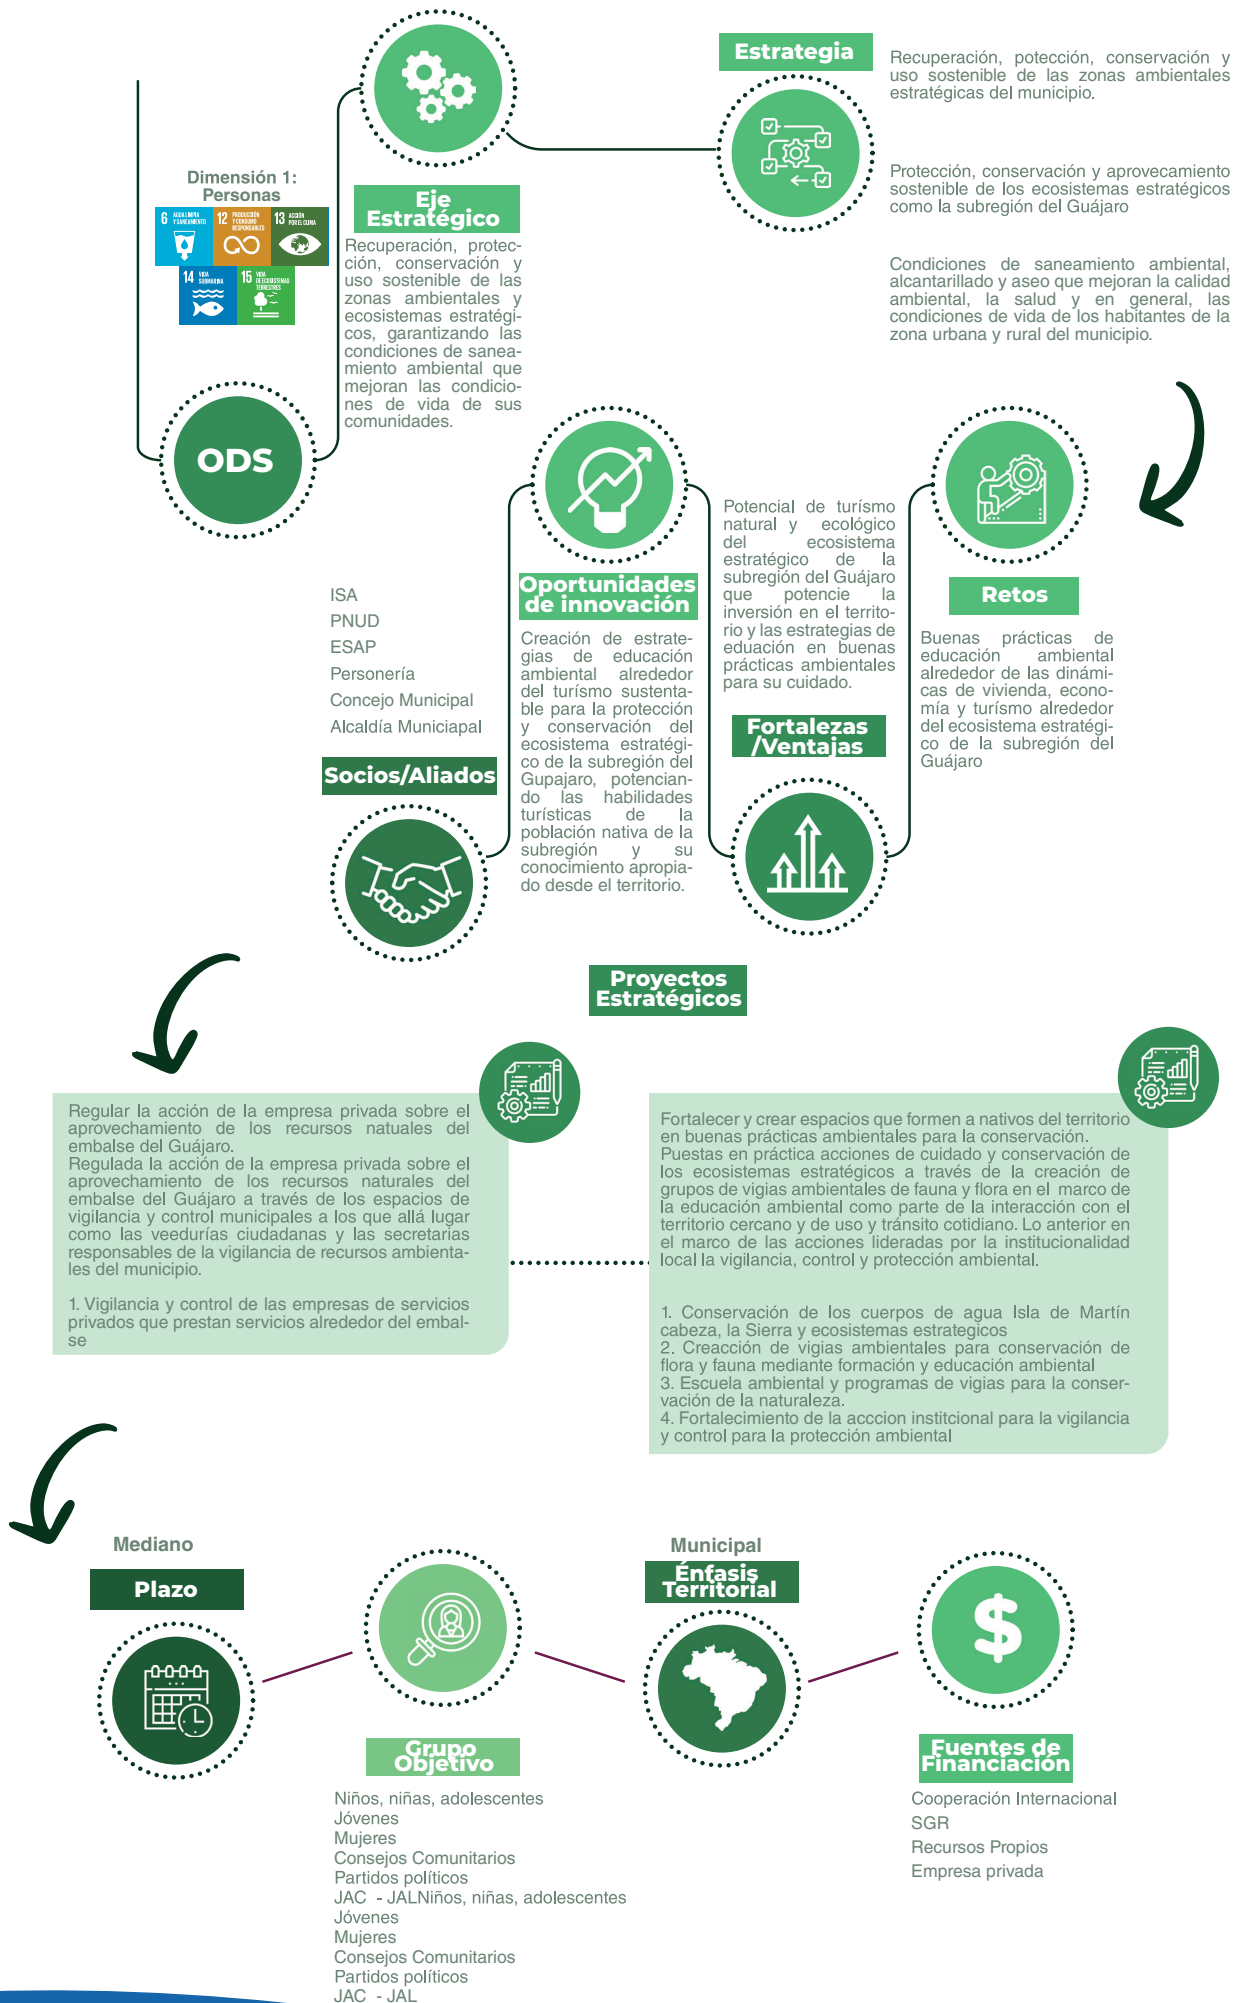 Estrategia
Recuperación, potección, conservación y
uso sostenible de las zonas ambientales
estratégicas del municipio.
Protección, conservación y aprovecamiento
sostenible de los ecosistemas estratégicos
como la subregión del Guájaro
Condiciones de saneamiento ambiental,
alcantarillado y aseo que mejoran la calidad
ambiental, la salud y en general, las
condiciones de vida de los habitantes de la
zona urbana y rural del municipio.
Dimensión 1:
Personas
6 AGUA LIMPIA
Y SANEAMIENTO
12 PRODUCCIÓN
Y CONSUMO
RESPONSABLES
13 ACCIÓN
POR EL CLIMA
14 VIDA
SUBMARINA
15 VIDA
DE ECOSISTEMAS
TERRESTRES
ODS
Eje
Estratégico
Recuperación, protec-
ción, conservación y
uso sostenible de las
zonas ambientales y
ecosistemas estratégi-
cos, garantizando las
condiciones de sanea-
miento ambiental que
mejoran las condicio-
nes de vida de sus
comunidades.
ISA
PNUD
ESAP
Personería
Concejo Municipal
Alcaldía Municiapal
Socios/Aliados
Oportunidades
de innovación
Creación de estrate-
gias de educación
ambiental alrededor
del turísmo sustenta-
ble para la protección
y conservación del
ecosistema estratégi-
co de la subregión del
Gupajaro, potencian-
do las habilidades
turísticas de la
población nativa de la
subregión y su
conocimiento apropia-
do desde el territorio.
Potencial de turísmo
natural y ecológico
del ecosistema
estratégico de la
subregión del Guájaro
que potencie la
inversión en el territo-
rio y las estrategias de
eduación en buenas
prácticas ambientales
para su cuidado.
Fortalezas
/Ventajas
Retos
Buenas prácticas de
educación ambiental
alrededor de las dinámi-
cas de vivienda, econo-
mía y turísmo alrededor
del ecosistema estratégi-
co de la subregión del
Guájaro
Proyectos
Estratégicos
Regular la acción de la empresa privada sobre el
aprovechamiento de los recursos natuales del
embalse del Guájaro.
Regulada la acción de la empresa privada sobre el
aprovechamiento de los recursos naturales del
embalse del Guájaro a través de los espacios de
vigilancia y control municipales a los que allá lugar
como las veedurías ciudadanas y las secretarias
responsables de la vigilancia de recursos ambienta-
les del municipio.
1. Vigilancia y control de las empresas de servicios
privados que prestan servicios alrededor del embal-
se
Fortalecer y crear espacios que formen a nativos del territorio
en buenas prácticas ambientales para la conservación.
Puestas en práctica acciones de cuidado y conservación de
los ecosistemas estratégicos a través de la creación de
grupos de vigias ambientales de fauna y flora en el marco de
la educación ambiental como parte de la interacción con el
territorio cercano y de uso y tránsito cotidiano. Lo anterior en
el marco de las acciones lideradas por la institucionalidad
local la vigilancia, control y protección ambiental.
1. Conservación de los cuerpos de agua Isla de Martín
cabeza, la Sierra y ecosistemas estrategicos
2. Creacción de vigias ambientales para conservación de
flora y fauna mediante formación y educación ambiental
3. Escuela ambiental y programas de vigias para la conser-
vación de la naturaleza.
4. Fortalecimiento de la acccion institcional para la vigilancia
y control para la protección ambiental
Mediano
Plazo
Grupo
Objetivo
Niños, niñas, adolescentes
Jóvenes
Mujeres
Consejos Comunitarios
Partidos políticos
JAC - JALNiños, niñas, adolescentes
Jóvenes
Mujeres
Consejos Comunitarios
Partidos políticos
JAC - JAL
Municipal
Énfasis
Territorial
$
Fuentes de
Financiación
Cooperación Internacional
SGR
Recursos Propios
Empresa privada